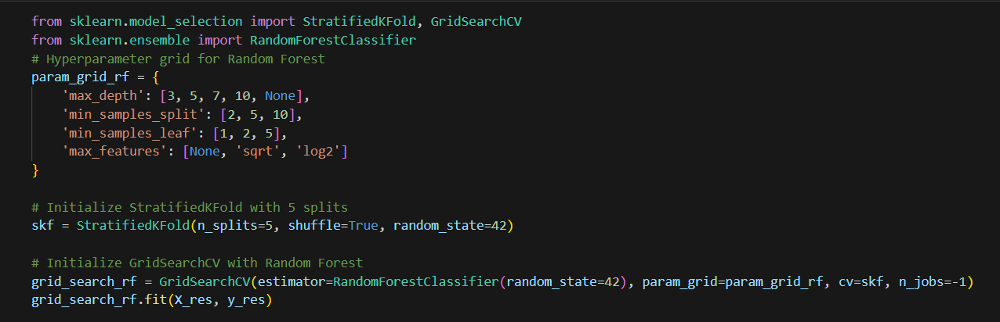 from sklearn.model_selection import StratifiedKFold, GridSearchCV
from sklearn.ensemble import RandomForestClassifier
# Hyperparameter grid for Random Forest
param_grid_rf = {
    'max_depth': [3, 5, 7, 10, None],
    'min_samples_split': [2, 5, 10],
    'min_samples_leaf': [1, 2, 5],
    'max_features': [None, 'sqrt', 'log2']
}
# Initialize StratifiedKFold with 5 splits
skf = StratifiedKFold(n_splits=5, shuffle=True, random_state=42)
# Initialize GridSearchCV with Random Forest
grid_search_rf = GridSearchCV(estimator=RandomForestClassifier(random_state=42), param_grid=param_grid_rf, cv=skf, n_jobs=-1)
grid_search_rf.fit(X_res, y_res)